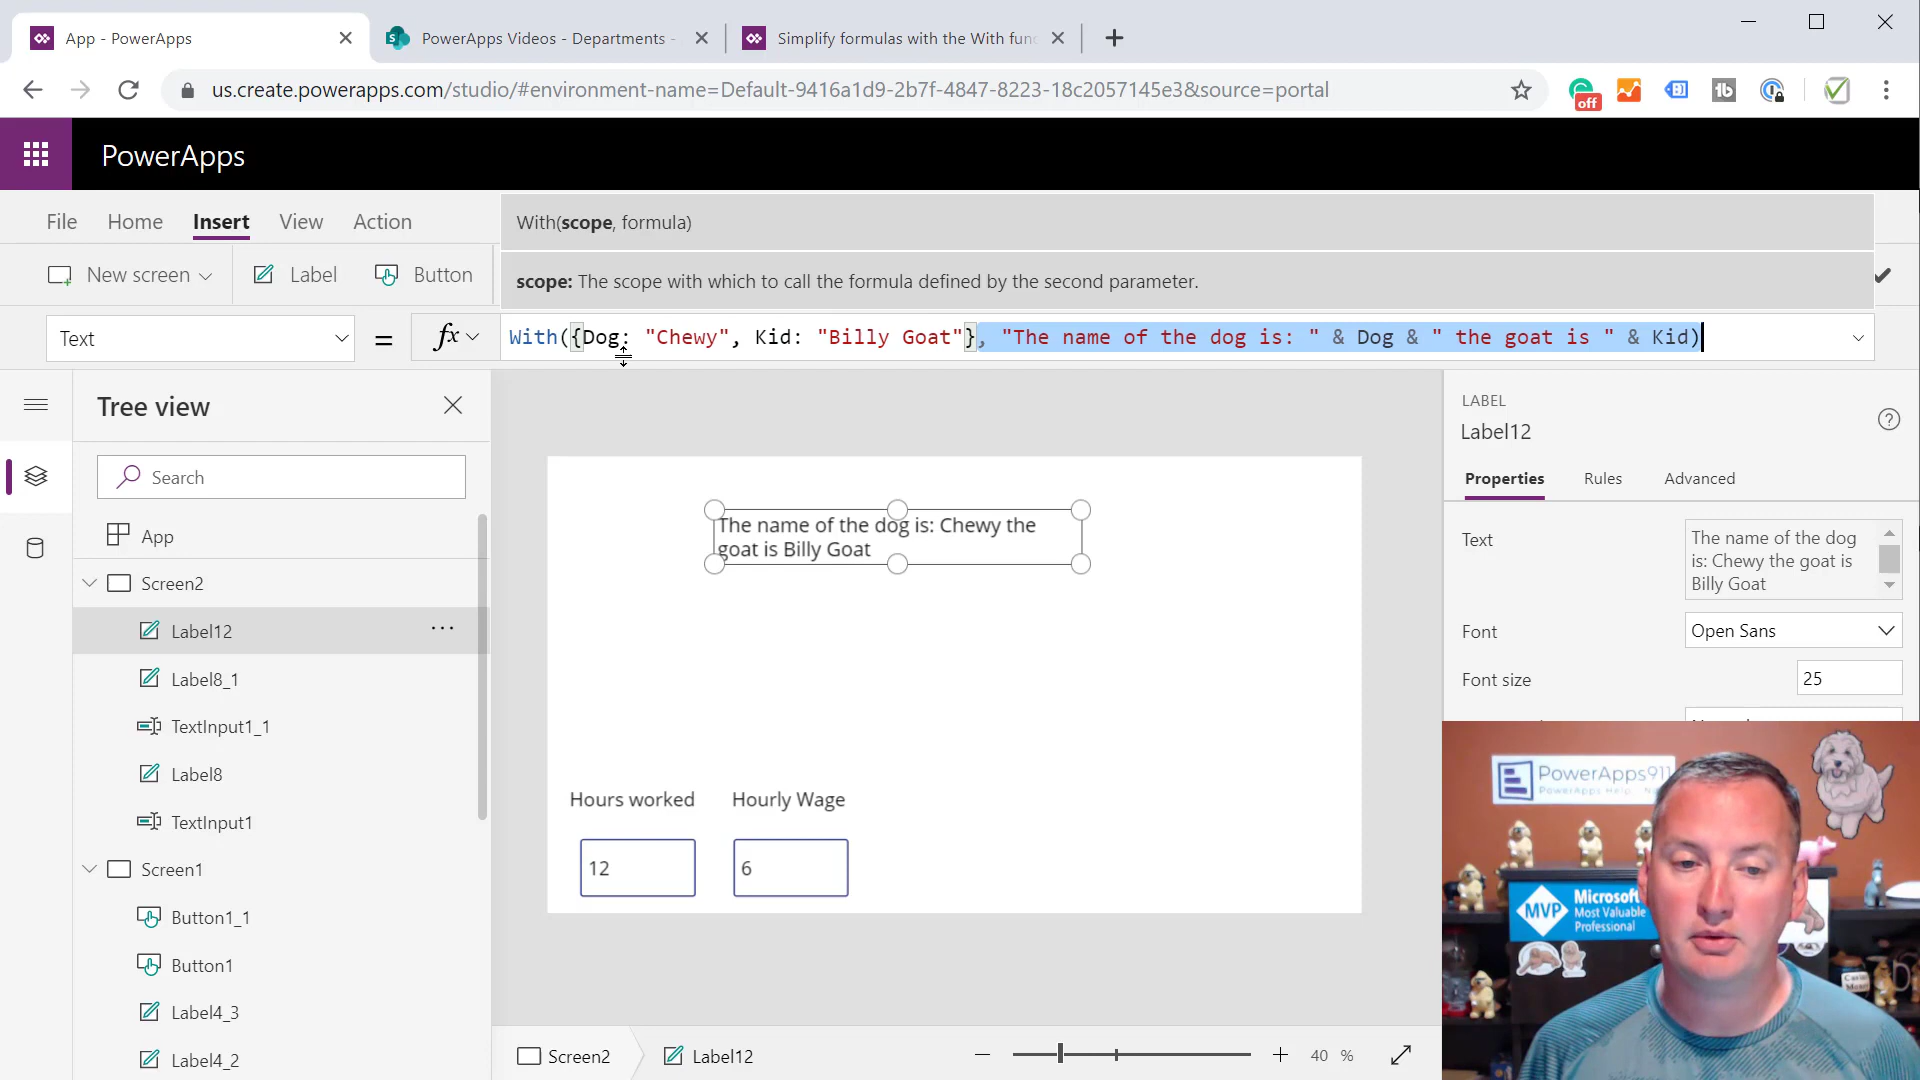 App - PowerApps
PowerApps Videos - Departments -
Simplify formulas with the With func
us.create.powerapps.com/studio/#environment-name=Default-9416a1d9-2b7f-4847-8223-18c2057145e3&source=portal
off
PowerApps
File Home Insert View Action
With(scope, formula)
New screen Label Button
scope: The scope with which to call the formula defined by the second parameter.
Text = fx With({Dog: "Chewy", Kid: "Billy Goat"}, "The name of the dog is: " & Dog & " the goat is " & Kid)
Tree view
Search
App
Screen2
Label12
Label8_1
TextInput1_1
Label8
TextInput1
Screen1
Button1_1
Button1
Label4_3
Label4_2
The name of the dog is: Chewy the
goat is Billy Goat
Hours worked Hourly Wage
12 6
Screen2 Label12
40 %
LABEL
Label12
Properties Rules Advanced
Text
The name of the dog
is: Chewy the goat is
Billy Goat
Font Open Sans
Font size 25
PowerApps911
MVP
Microsoft
Most Valuable
Professional